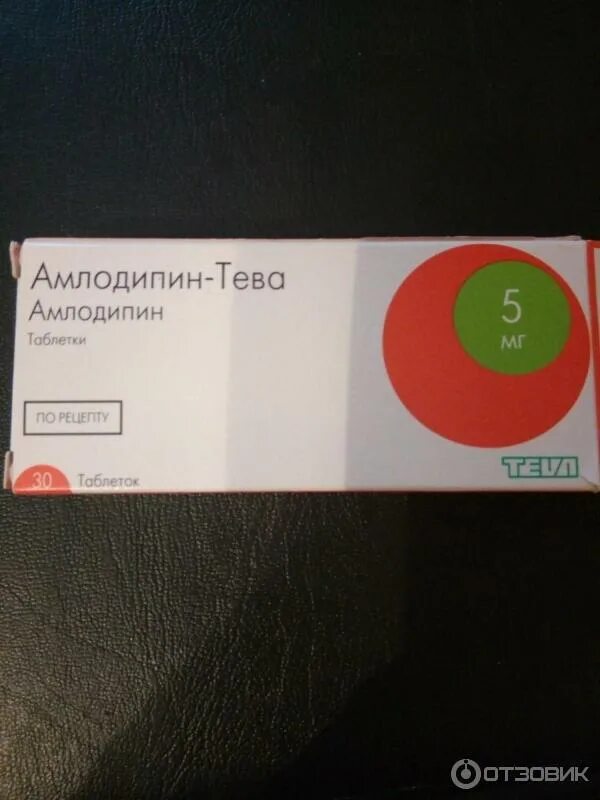 Амлодипин-Тева
Амлодипин
Таблетки
5
мг
ПО РЕЦЕПТУ
30 Таблеток
TEVA
ОТЗОВИК